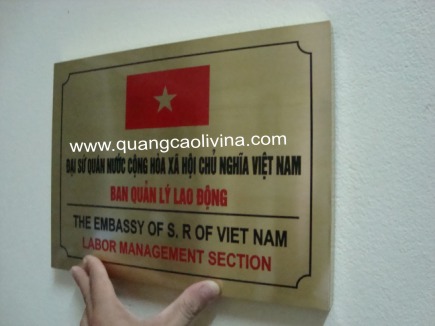 www.quangcaolivina.com
ĐẠI SỨ QUÁN NƯỚC CỘNG HÒA XÃ HỘI CHỦ NGHĨA VIỆT NAM
BAN QUẢN LÝ LAO ĐỘNG
THE EMBASSY OF S. R OF VIET NAM
LABOR MANAGEMENT SECTION